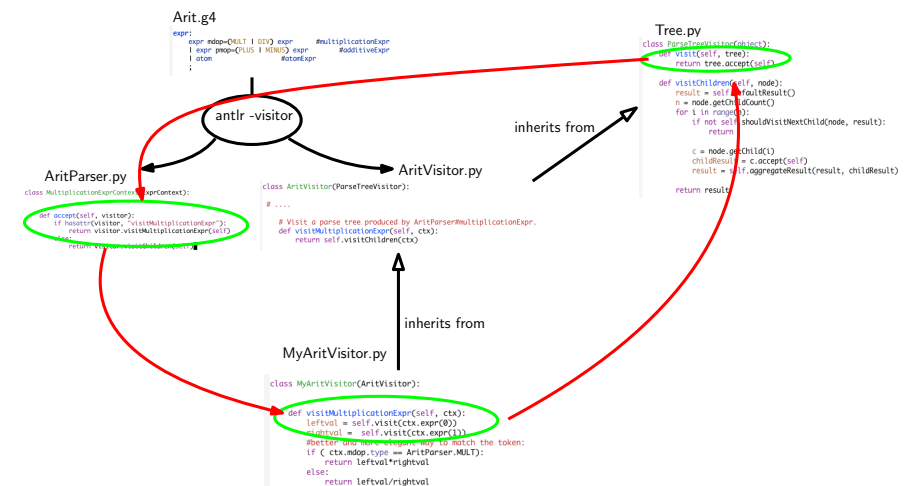 Arit.g4
expr:
expr mdop=(MULT | DIV) expr #multiplicationExpr
| expr pmop=(PLUS | MINUS) expr #additiveExpr
| atom #atomExpr
;
antlr -visitor
Tree.py
class ParseTreeVisitor(object):
def visit(self, tree):
return tree.accept(self)
def visitChildren(self, node):
result = self.defaultResult()
n = node.getChildCount()
for i in range(n):
if not self.shouldVisitNextChild(node, result):
return
c = node.getChild(i)
childResult = c.accept(self)
result = self.aggregateResult(result, childResult)
return result
inherits from
AritParser.py
class MultiplicationExprContext(ExprContext):
def accept(self, visitor):
if hasattr(visitor, "visitMultiplicationExpr"):
return visitor.visitMultiplicationExpr(self)
else:
return visitor.visitChildren(self)
AritVisitor.py
class AritVisitor(ParseTreeVisitor):
# ....
# Visit a parse tree produced by AritParser#multiplicationExpr.
def visitMultiplicationExpr(self, ctx):
return self.visitChildren(ctx)
inherits from
MyAritVisitor.py
class MyAritVisitor(AritVisitor):
def visitMultiplicationExpr(self, ctx):
leftval = self.visit(ctx.expr(0))
rightval = self.visit(ctx.expr(1))
#better and more elegant way to match the token:
if ( ctx.mdop.type == AritParser.MULT):
return leftval*rightval
else:
return leftval/rightval